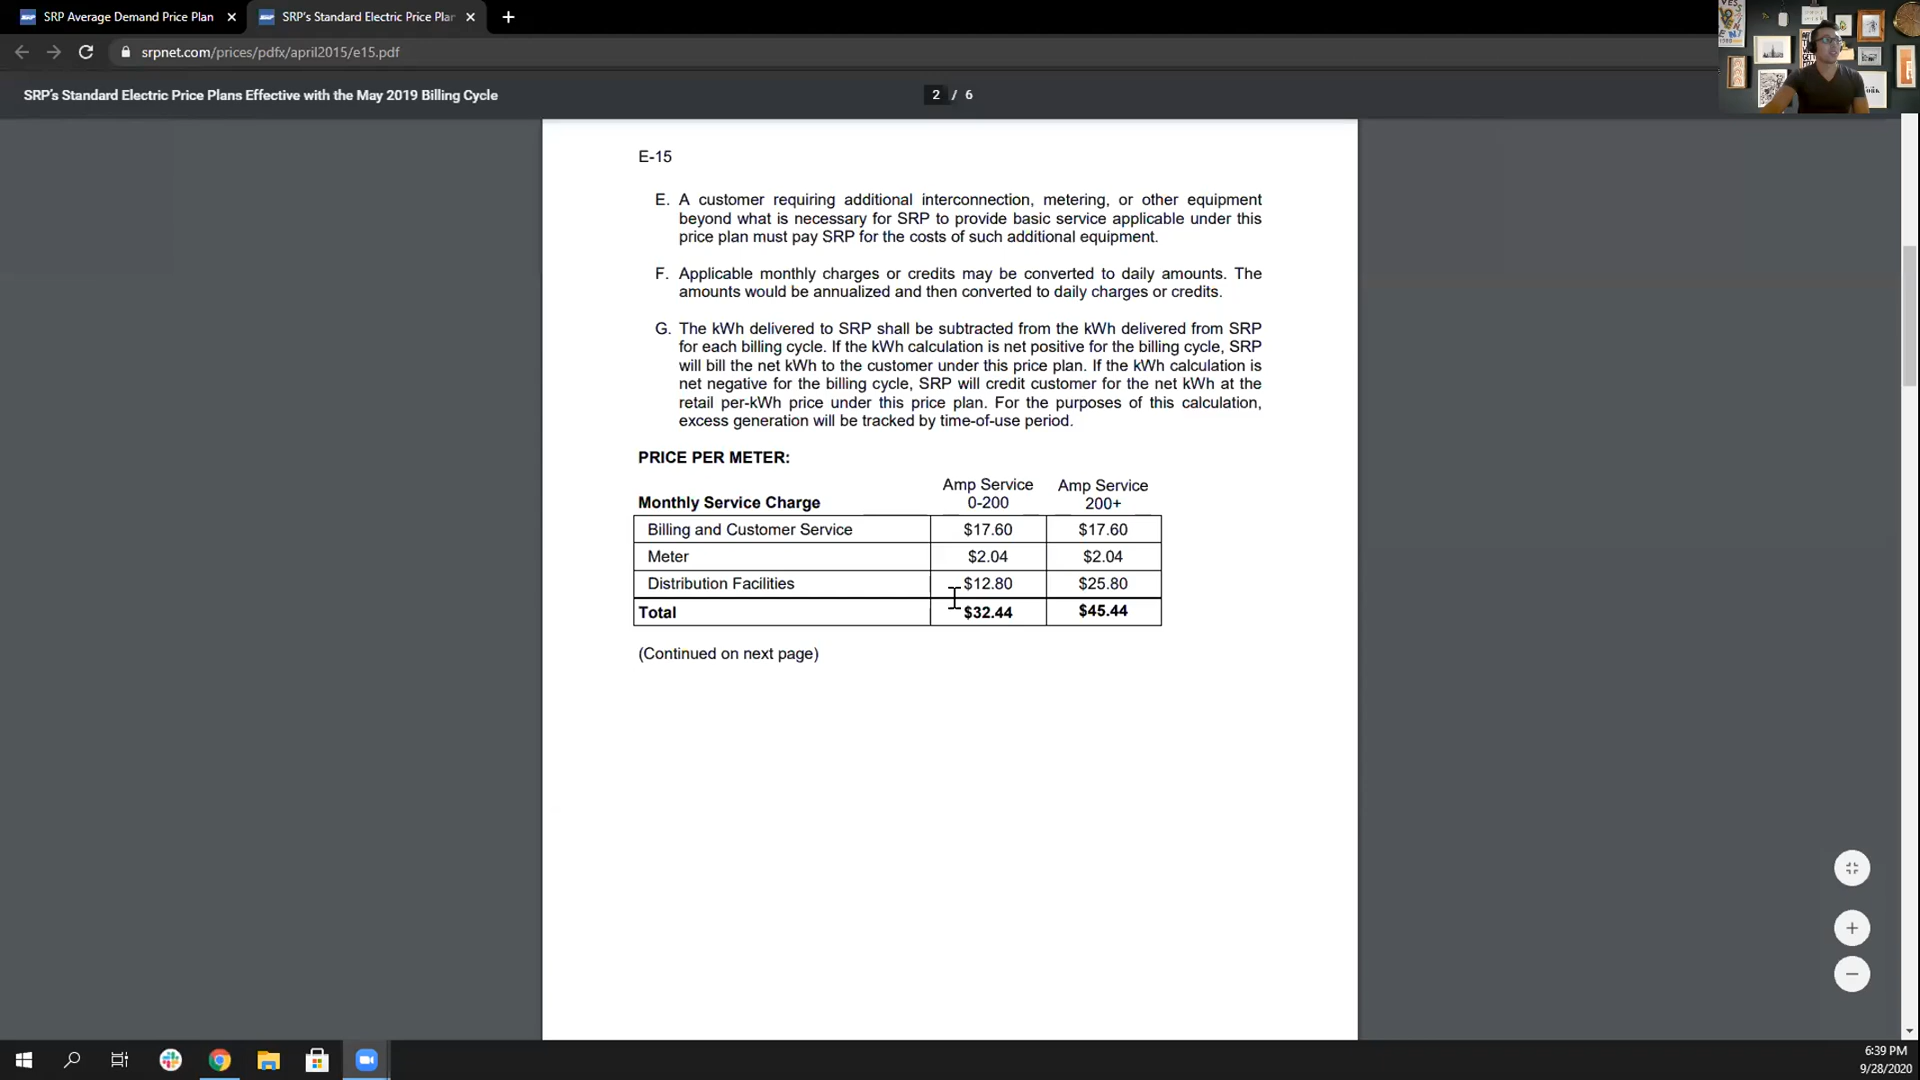 SRP Average Demand Price Plan
SRP's Standard Electric Price Plan
srpnet.com/prices/pdfx/april2015/e15.pdf
SRP's Standard Electric Price Plans Effective with the May 2019 Billing Cycle
2 / 6
E-15
E. A customer requiring additional interconnection, metering, or other equipment
beyond what is necessary for SRP to provide basic service applicable under this
price plan must pay SRP for the costs of such additional equipment.
F. Applicable monthly charges or credits may be converted to daily amounts. The
amounts would be annualized and then converted to daily charges or credits.
G. The kWh delivered to SRP shall be subtracted from the kWh delivered from SRP
for each billing cycle. If the kWh calculation is net positive for the billing cycle, SRP
will bill the net kWh to the customer under this price plan. If the kWh calculation is
net negative for the billing cycle, SRP will credit customer for the net kWh at the
retail per-kWh price under this price plan. For the purposes of this calculation,
excess generation will be tracked by time-of-use period.
PRICE PER METER:
Monthly Service Charge Amp Service 0-200 Amp Service 200+
Billing and Customer Service $17.60 $17.60
Meter $2.04 $2.04
Distribution Facilities $12.80 $25.80
Total $32.44 $45.44
(Continued on next page)
6:39 PM
9/28/2020